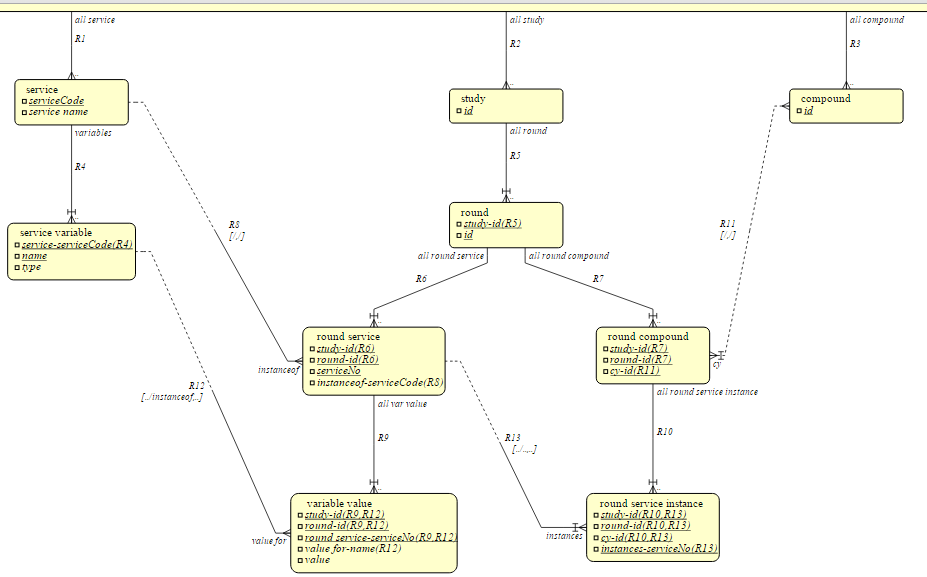 all service
all study
all compound
R1
R2
R3
service
serviceCode
service name
study
id
compound
id
variables
all round
R4
R5
round
study-id(R5)
id
R8
[/,/]
R11
[/,/]
service variable
service-serviceCode(R4)
name
type
all round service
all round compound
R6
R7
round service
study-id(R6)
round-id(R6)
serviceNo
instanceof-serviceCode(R8)
instanceof
round compound
study-id(R7)
round-id(R7)
cy-id(R11)
cy
R12
[../instanceof,..]
all var value
all round service instance
R9
R13
[../..,..]
R10
variable value
study-id(R9,R12)
round-id(R9,R12)
round service-serviceNo(R9,R12)
value for-name(R12)
value
value for
round service instance
study-id(R10,R13)
round-id(R10,R13)
cy-id(R10,R13)
instances-serviceNo(R13)
instances